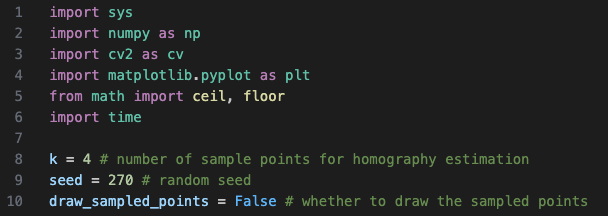 1 import sys
2 import numpy as np
3 import cv2 as cv
4 import matplotlib.pyplot as plt
5 from math import ceil, floor
6 import time
7
8 k = 4 # number of sample points for homography estimation
9 seed = 270 # random seed
10 draw_sampled_points = False # whether to draw the sampled points